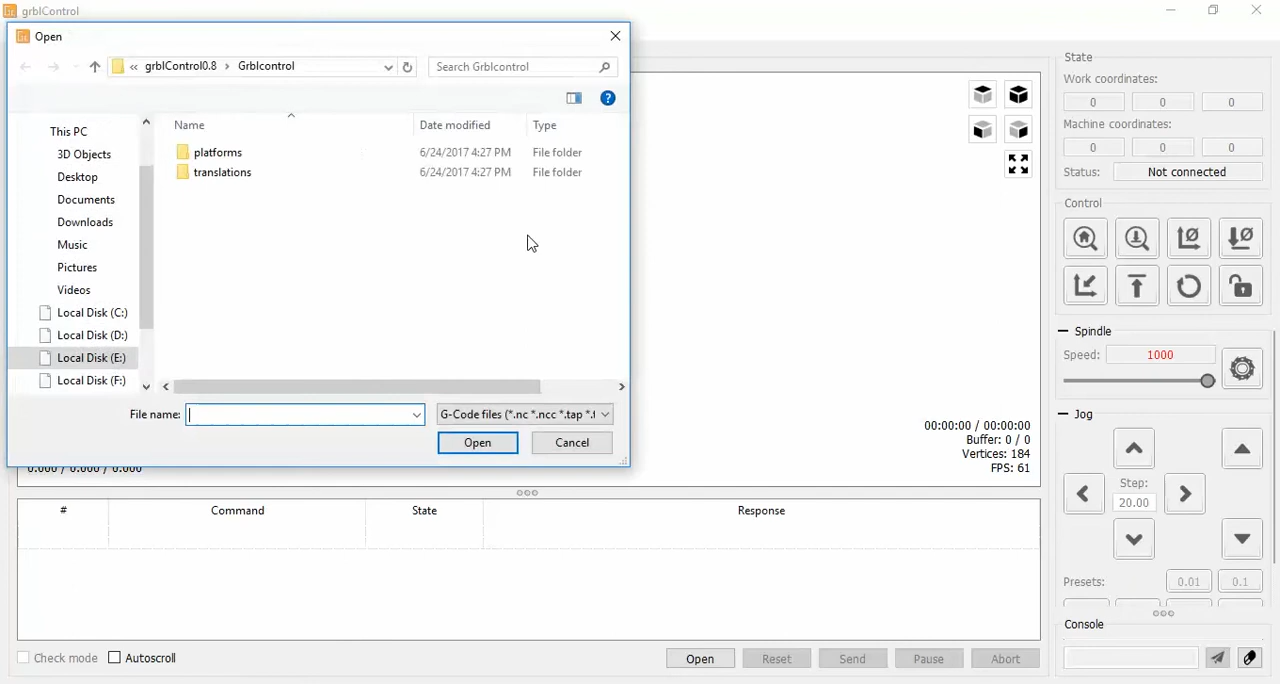 grblControl
Open
« grblControl0.8 › Grblcontrol
Search Grblcontrol
Name
Date modified
Type
This PC
3D Objects
Desktop
Documents
Downloads
Music
Pictures
Videos
Local Disk (C:)
Local Disk (D:)
Local Disk (E:)
Local Disk (F:)
platforms 6/24/2017 4:27 PM File folder
translations 6/24/2017 4:27 PM File folder
File name:
G-Code files (*.nc *.ncc *.tap *.t
Open
Cancel
0.000 / 0.000 / 0.000
00:00:00 / 00:00:00
Buffer: 0 / 0
Vertices: 184
FPS: 61
# Command State Response
Check mode
Autoscroll
Open
Reset
Send
Pause
Abort
State
Work coordinates:
0 0 0
Machine coordinates:
0 0 0
Status: Not connected
Control
Spindle
Speed: 1000
Jog
Step:
20.00
Presets: 0.01 0.1
Console